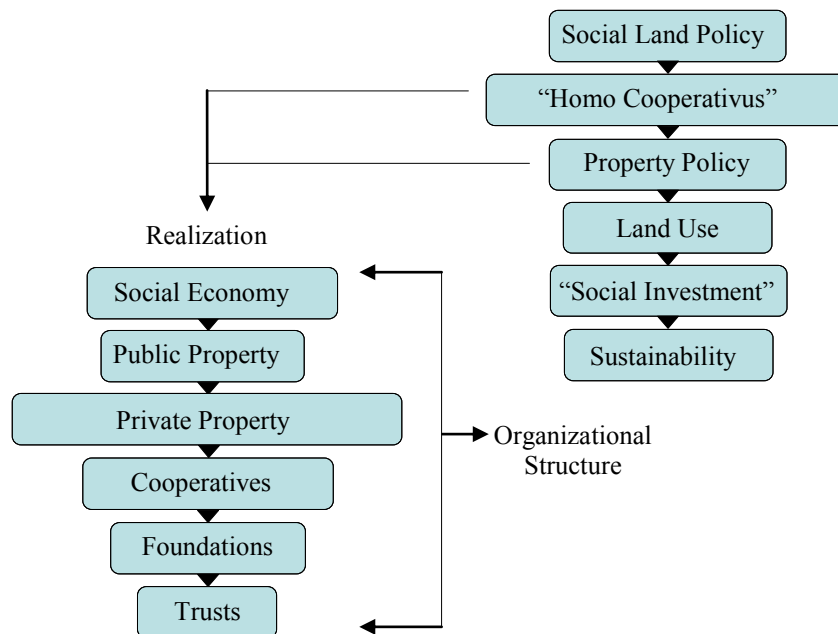 Social Land Policy
“Homo Cooperativus”
Property Policy
Land Use
“Social Investment”
Sustainability
Realization
Social Economy
Public Property
Private Property
Cooperatives
Foundations
Trusts
Organizational
Structure